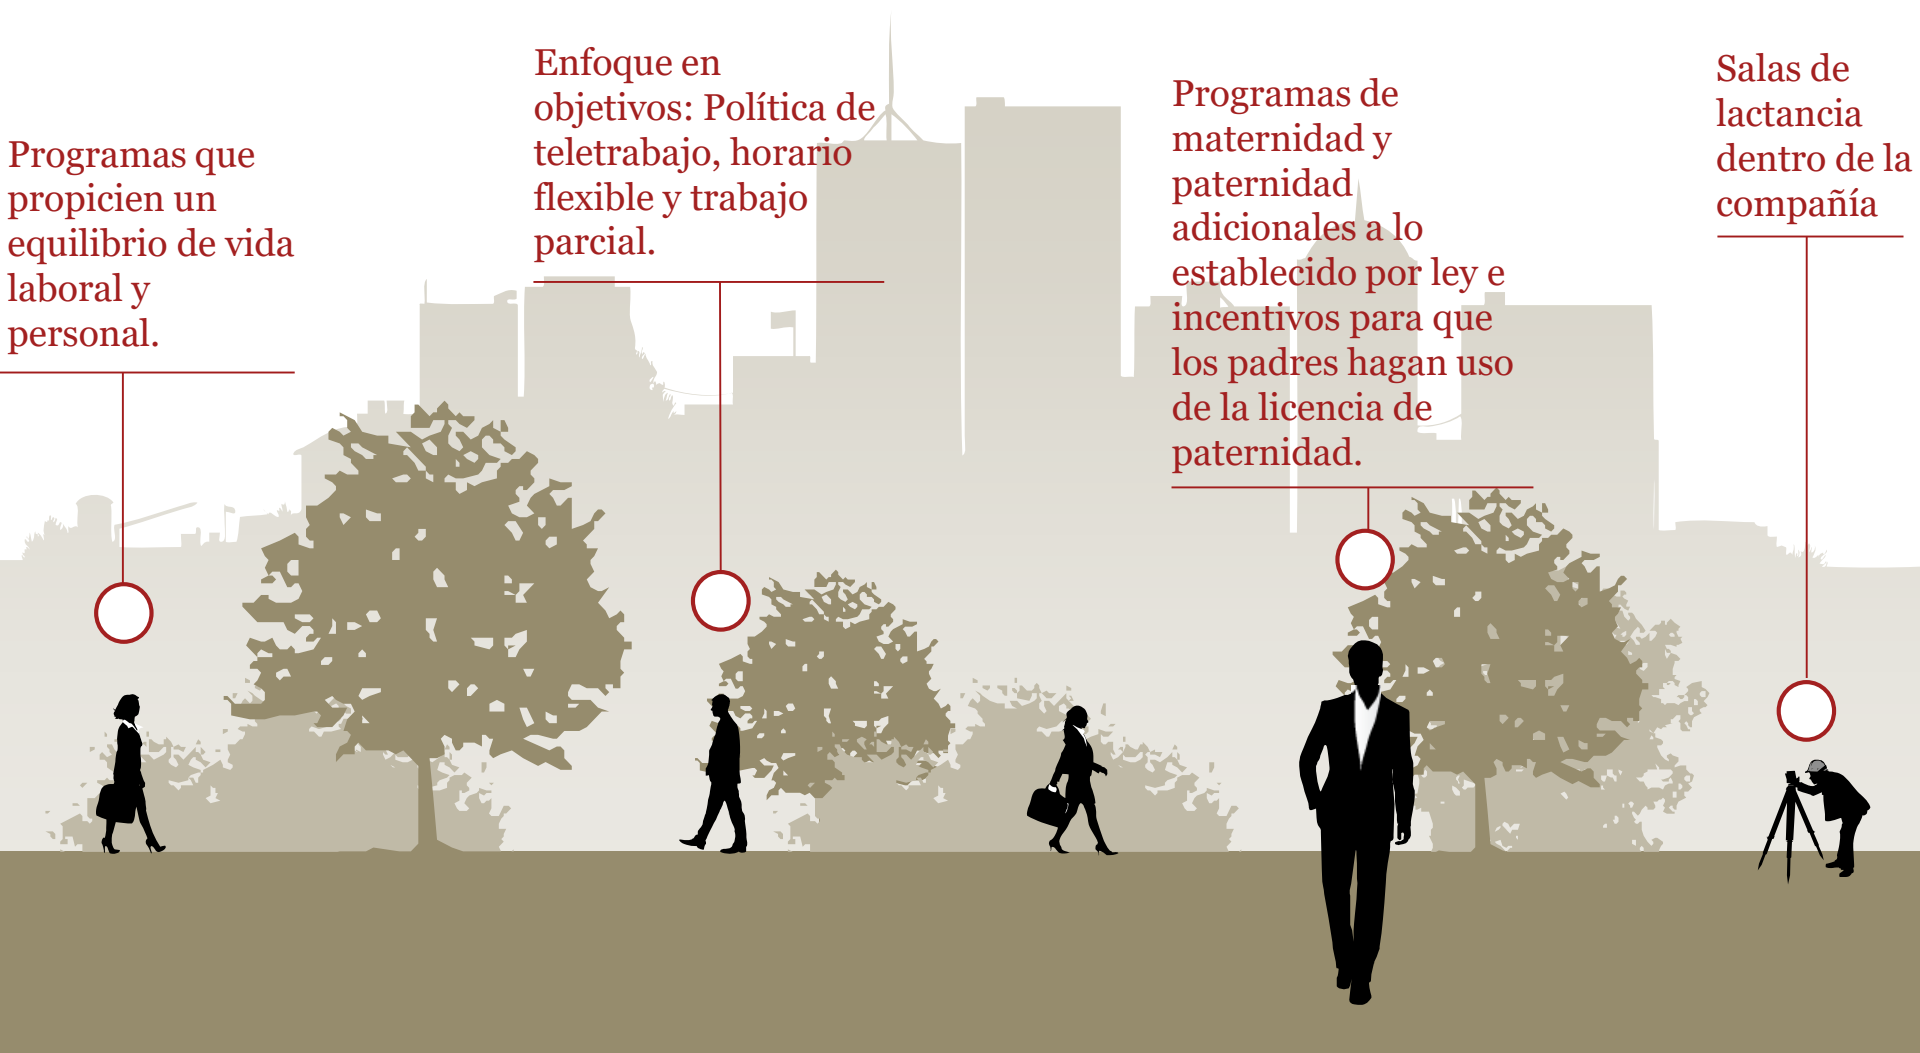 Programas que
propicien un
equilibrio de vida
laboral y
personal.
Enfoque en
objetivos: Política de
teletrabajo, horario
flexible y trabajo
parcial.
Programas de
maternidad y
paternidad
adicionales a lo
establecido por ley e
incentivos para que
los padres hagan uso
de la licencia de
paternidad.
Salas de
lactancia
dentro de la
compañía